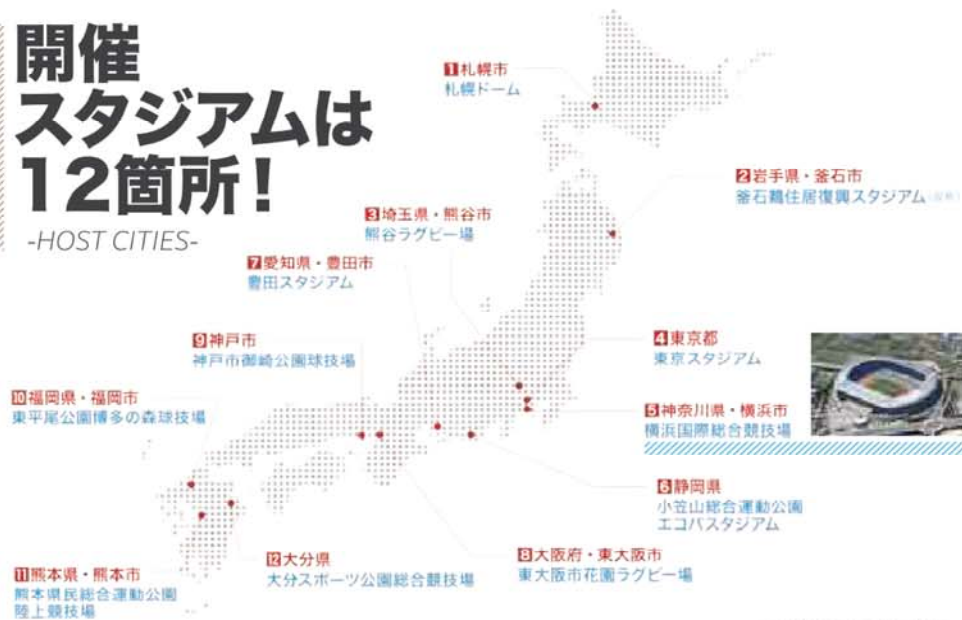 開催
スタジアムは
12箇所！
-HOST CITIES-
1 札幌市
札幌ドーム
2 岩手県・釜石市
釜石鵜住居復興スタジアム
3 埼玉県・熊谷市
熊谷ラグビー場
7 愛知県・豊田市
豊田スタジアム
9 神戸市
神戸市御崎公園球技場
4 東京都
東京スタジアム
10 福岡県・福岡市
東平尾公園博多の森球技場
5 神奈川県・横浜市
横浜国際総合競技場
6 静岡県
小笠山総合運動公園
エコパスタジアム
8 大阪府・東大阪市
東大阪市花園ラグビー場
12 大分県
大分スポーツ公園総合競技場
11 熊本県・熊本市
熊本県民総合運動公園
陸上競技場